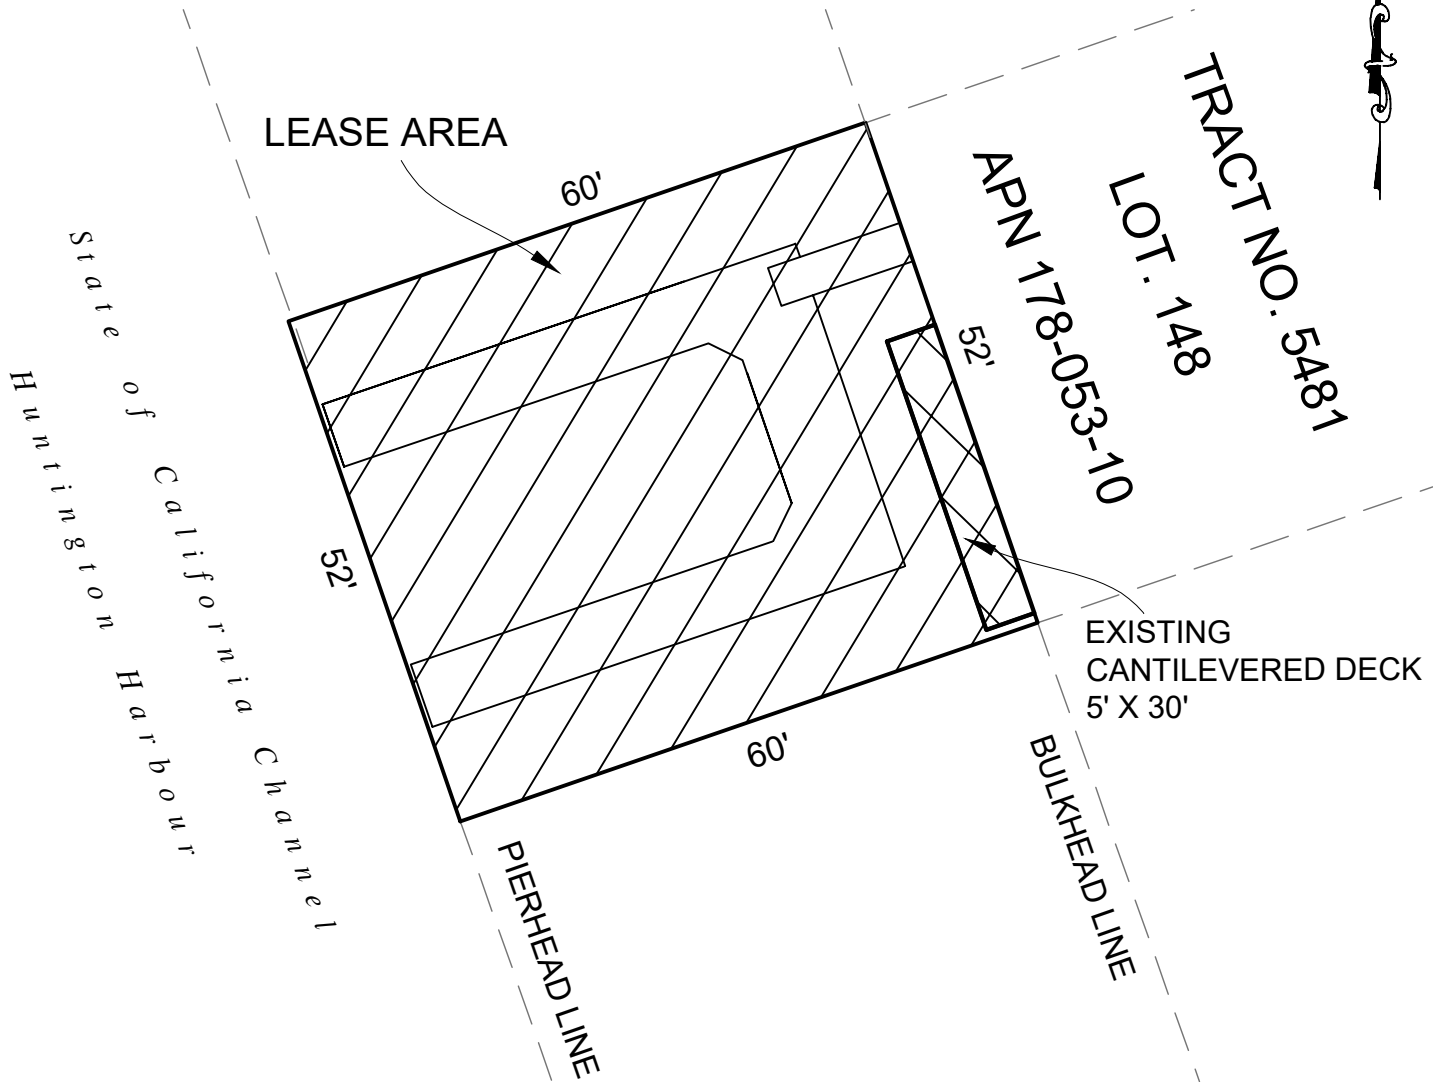 LEASE AREA
60'
TRACT NO. 5481
LOT. 148
APN 178-053-10
52'
State of California Channel
Huntington Harbour
52'
EXISTING
CANTILEVERED DECK
5' X 30'
60'
BULKHEAD LINE
PIERHEAD LINE